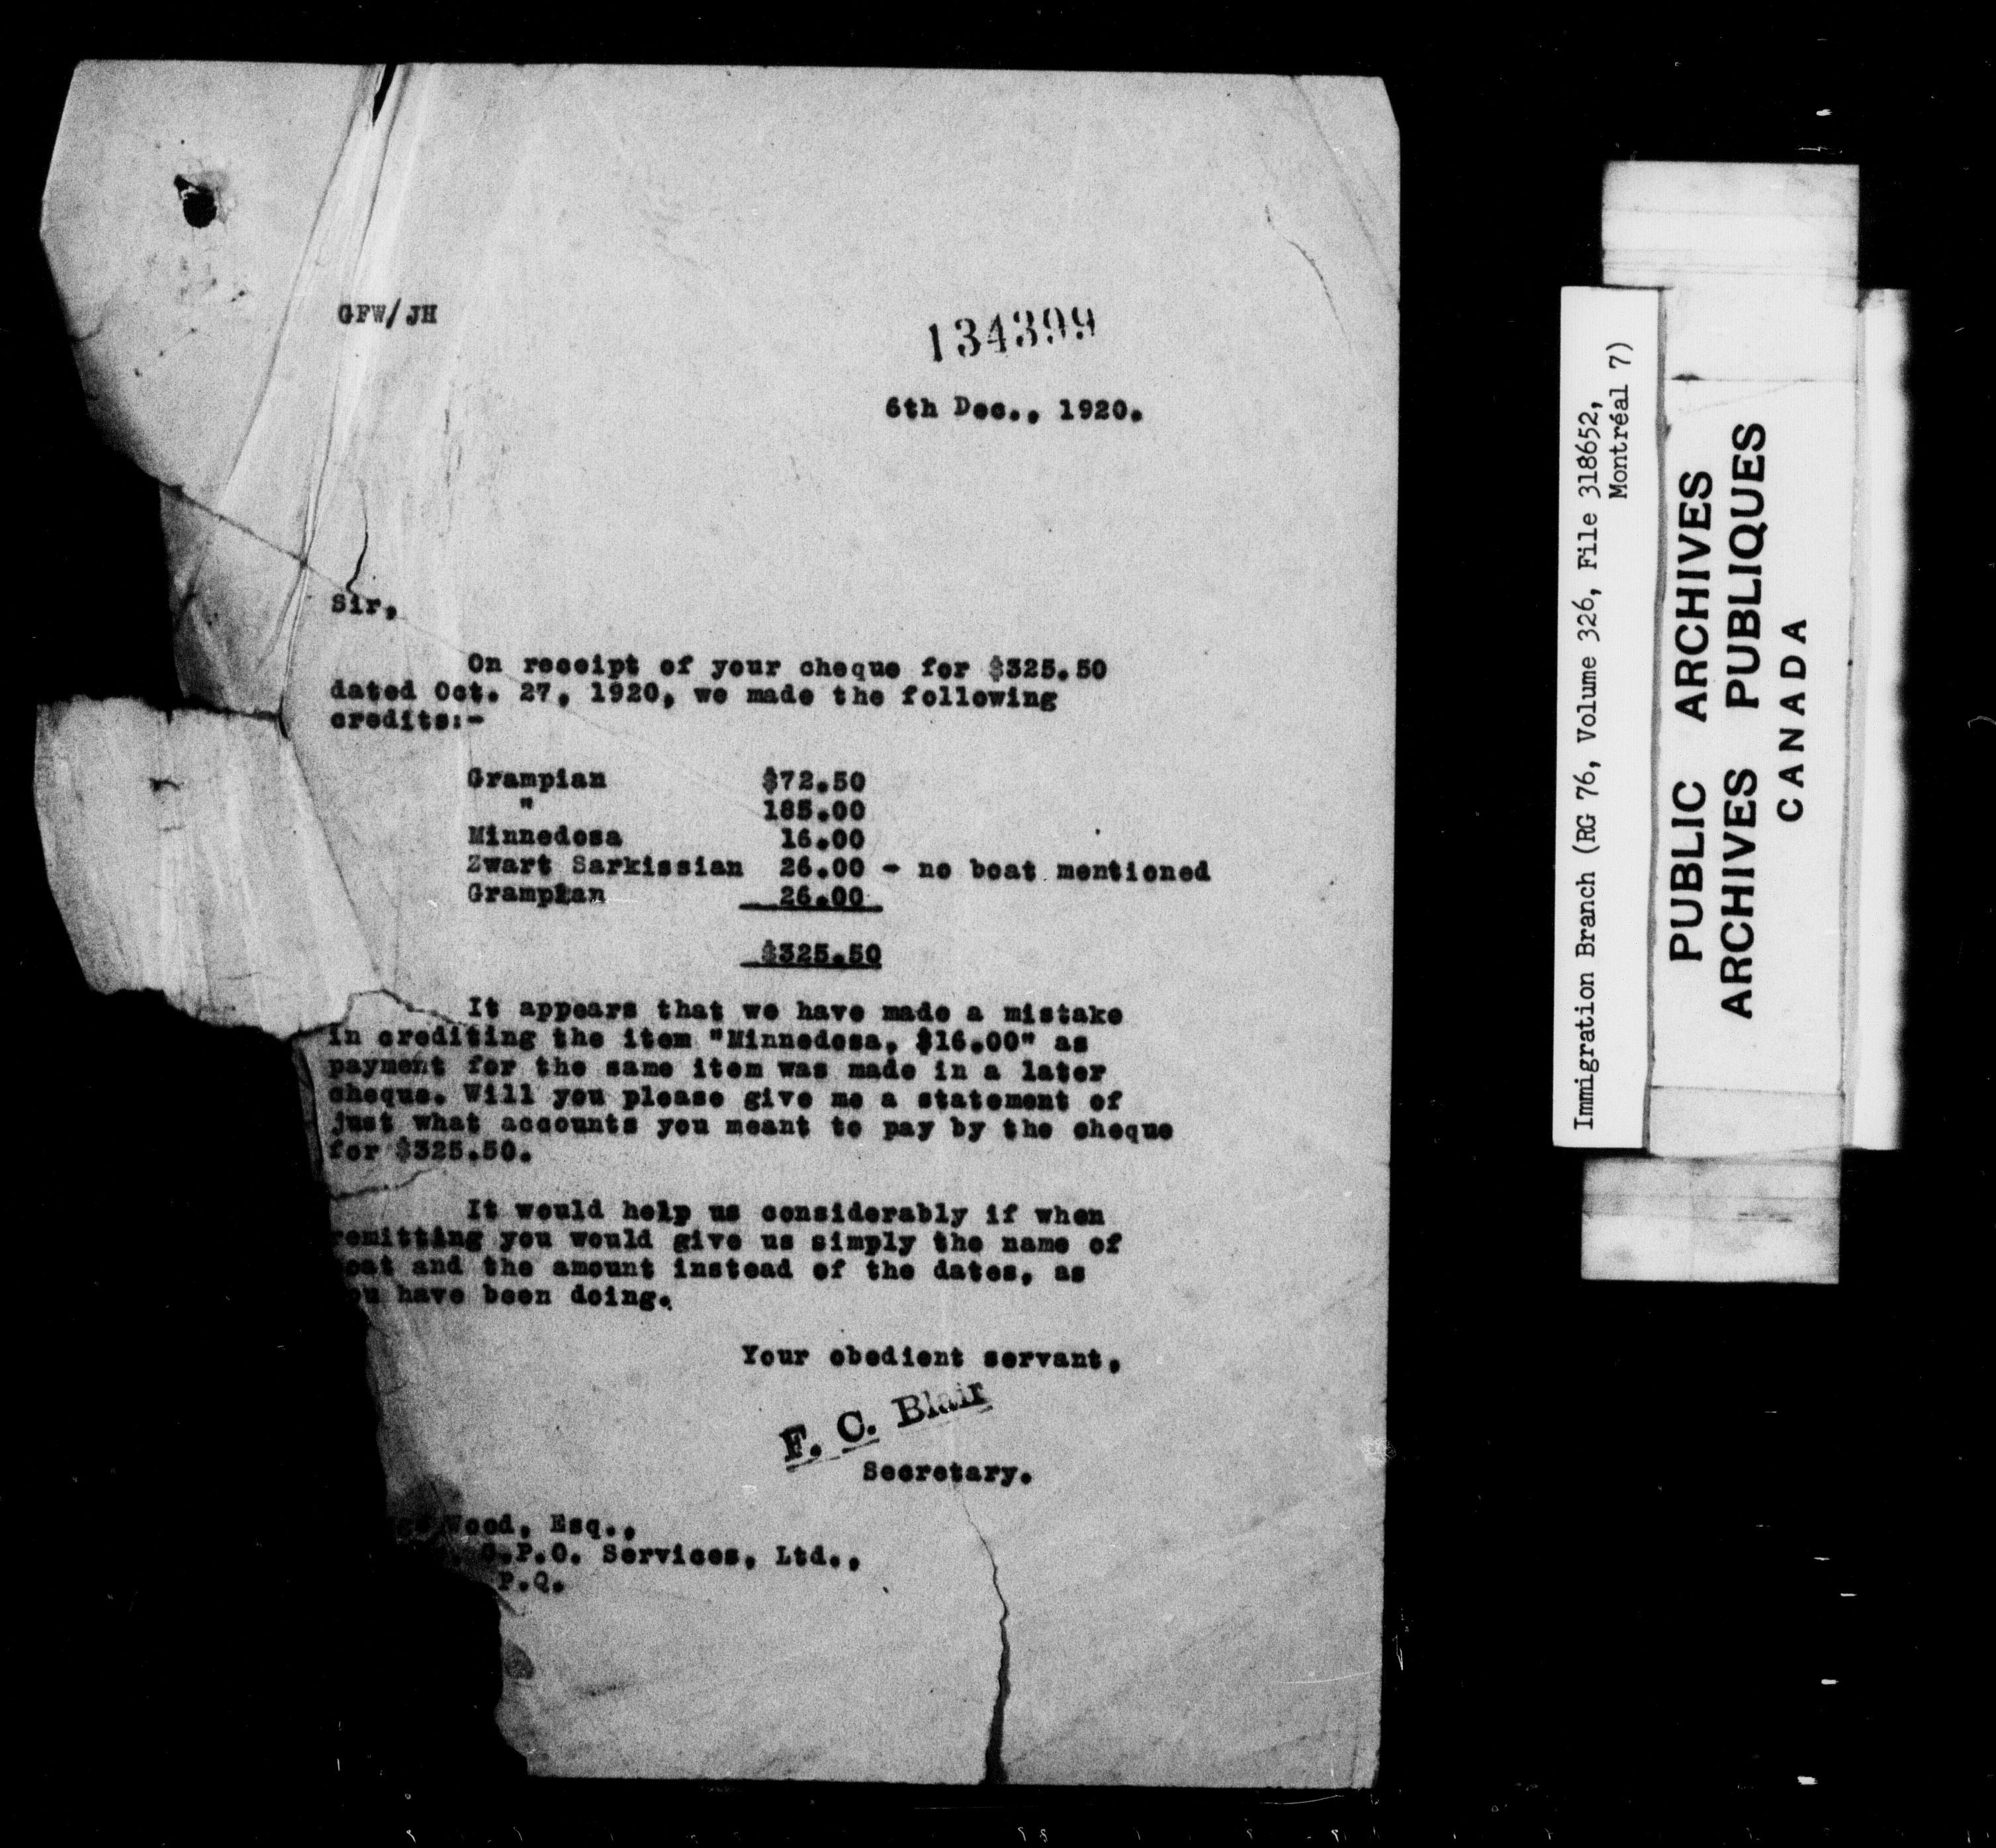 GFW/JH
134399
6th Dec., 1920.
Sir,
On receipt of your cheque for $325.50
dated Oct. 27, 1920, we made the following
credits:-
Grampian $72.50
" 185.00
Minnedosa 16.00
Zwart Sarkissian 26.00 - no boat mentioned
Grampian 26.00
$325.50
It appears that we have made a mistake
in crediting the item "Minnedosa, $16.00" as
payment for the same item was made in a later
cheque. Will you please give me a statement of
just what accounts you meant to pay by the cheque
for $325.50.
It would help us considerably if when
remitting you would give us simply the name of
oat and the amount instead of the dates, as
ou have been doing.
Your obedient servant,
F. C. Blair
Secretary.
Wood, Esq.,
C.P.O. Services, Ltd.,
P.Q.
Immigration Branch (RG 76, Volume 326, File 318652,
Montréal 7)
PUBLIC ARCHIVES
ARCHIVES PUBLIQUES
CANADA